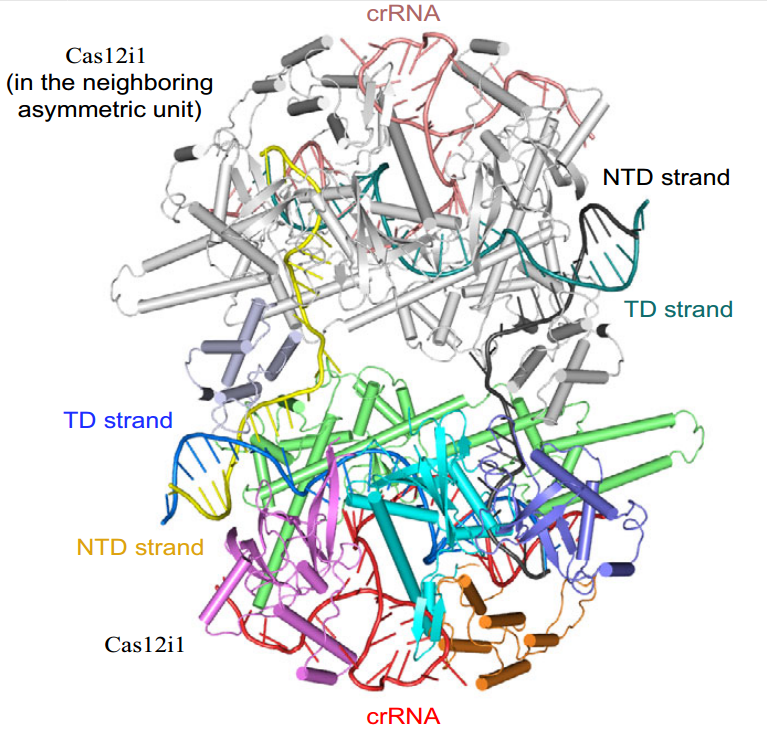 crRNA
Cas12i1
(in the neighboring
asymmetric unit)
NTD strand
TD strand
TD strand
NTD strand
Cas12i1
crRNA